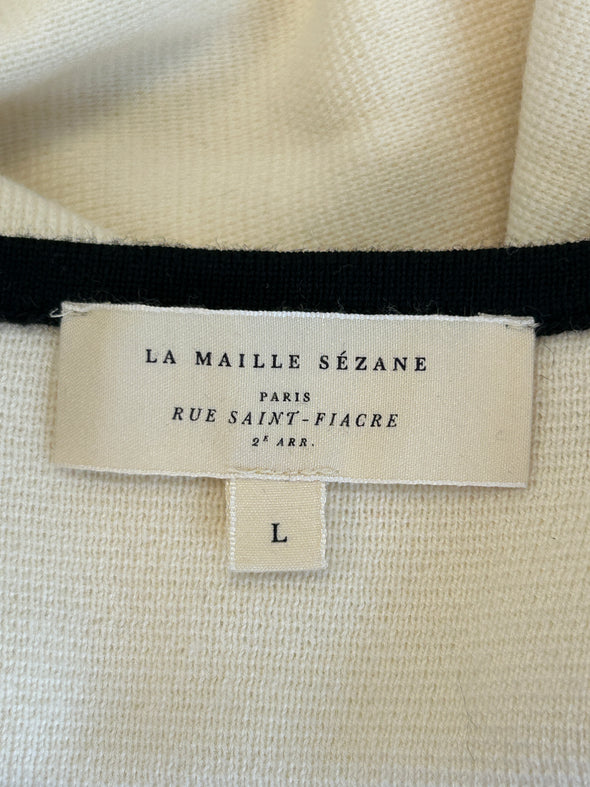 LA MAILLE SÉZANE
PARIS
RUE SAINT-FIACRE
2E ARR.
L